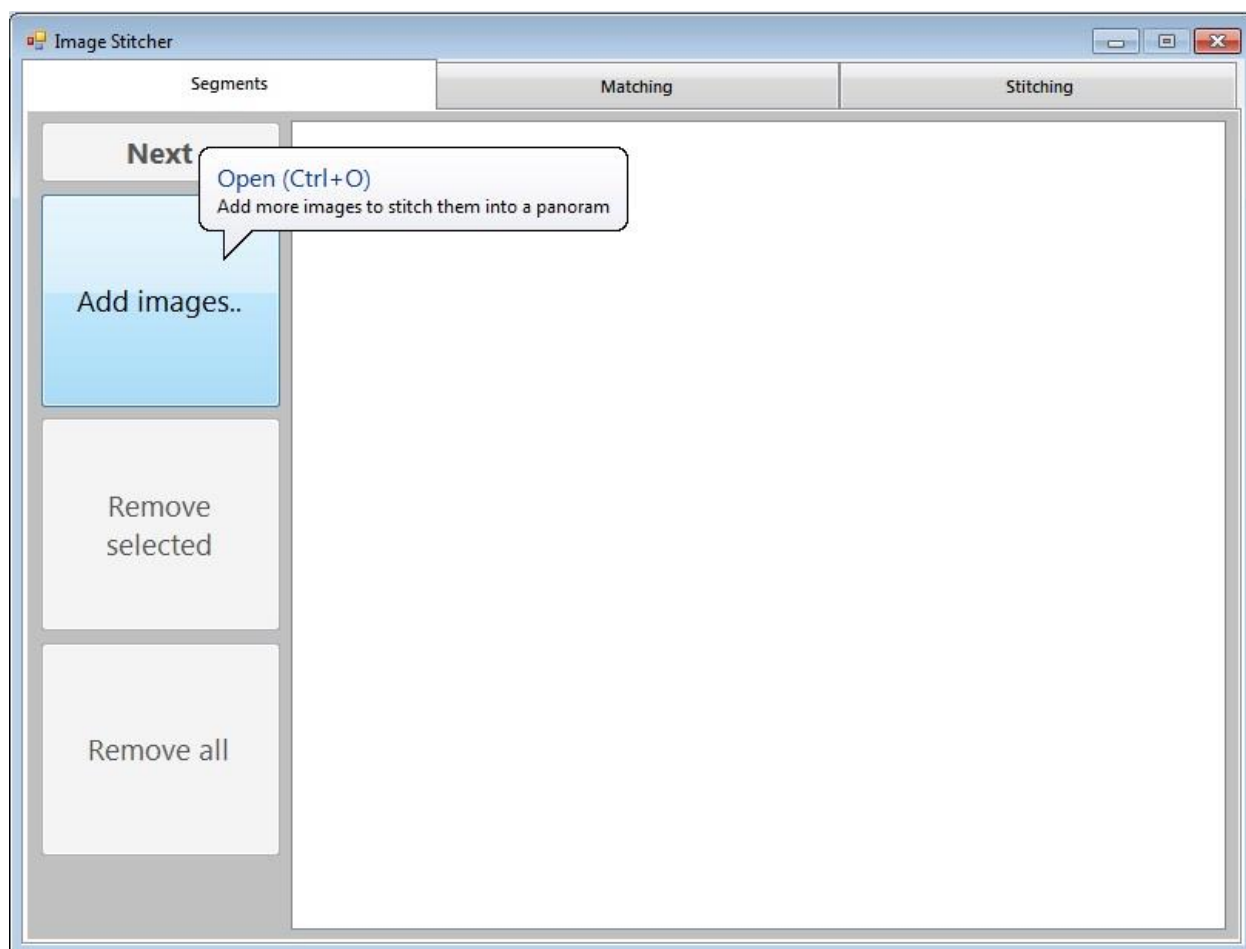 Image Stitcher
Segments
Matching
Stitching
Next
Open (Ctrl+O)
Add more images to stitch them into a panoram
Add images..
Remove
selected
Remove all